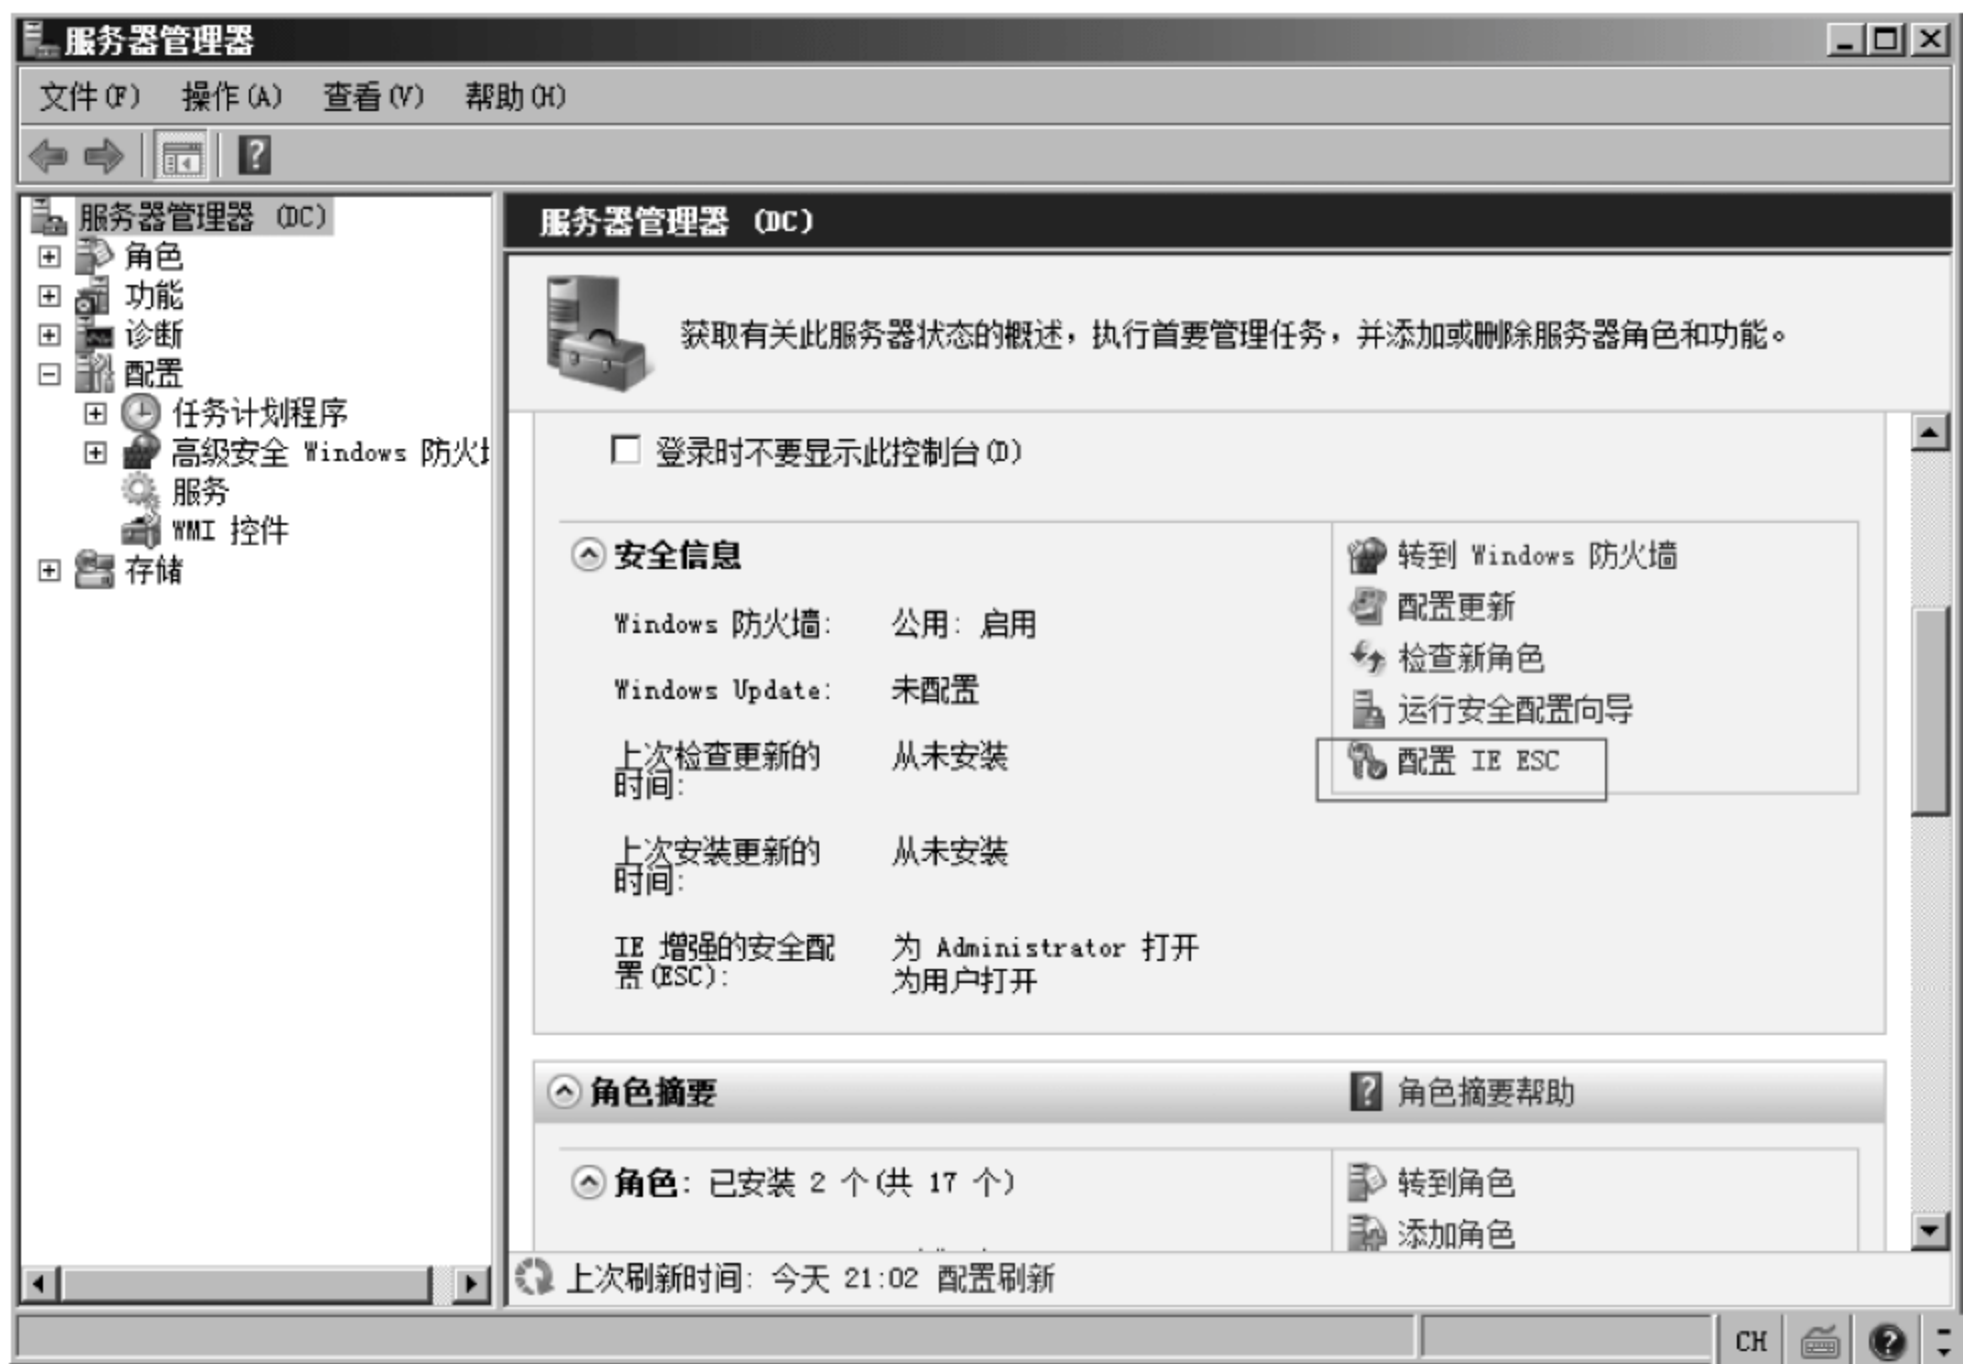 服务器管理器
文件(F) 操作(A) 查看(V) 帮助(H)
服务器管理器 (DC)
角色
功能
诊断
配置
任务计划程序
高级安全 Windows 防火
服务
WMI 控件
存储
服务器管理器 (DC)
获取有关此服务器状态的概述，执行首要管理任务，并添加或删除服务器角色和功能。
登录时不要显示此控制台(D)
安全信息
Windows 防火墙: 公用: 启用
Windows Update: 未配置
上次检查更新的 从未安装
时间:
上次安装更新的 从未安装
时间:
IE 增强的安全配 为 Administrator 打开
置(ESC): 为用户打开
转到 Windows 防火墙
配置更新
检查新角色
运行安全配置向导
配置 IE ESC
角色摘要
角色摘要帮助
角色: 已安装 2 个(共 17 个)
转到角色
添加角色
上次刷新时间: 今天 21:02 配置刷新
CH